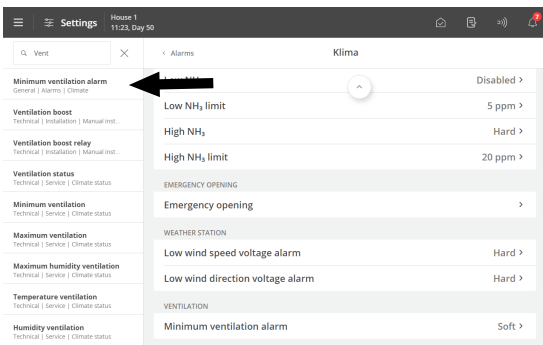 Settings
House 1
11:23, Day 50
7
Vent
Minimum ventilation alarm
General | Alarms | Climate
Ventilation boost
Technical | Installation | Manual inst...
Ventilation boost relay
Technical | Installation | Manual inst...
Ventilation status
Technical | Service | Climate status
Minimum ventilation
Technical | Service | Climate status
Maximum ventilation
Technical | Service | Climate status
Maximum humidity ventilation
Technical | Service | Climate status
Temperature ventilation
Technical | Service | Climate status
Humidity ventilation
Technical | Service | Climate status
‹ Alarms
Klima
Disabled ›
Low NH₃ limit 5 ppm ›
High NH₃ Hard ›
High NH₃ limit 20 ppm ›
EMERGENCY OPENING
Emergency opening ›
WEATHER STATION
Low wind speed voltage alarm Hard ›
Low wind direction voltage alarm Hard ›
VENTILATION
Minimum ventilation alarm Soft ›